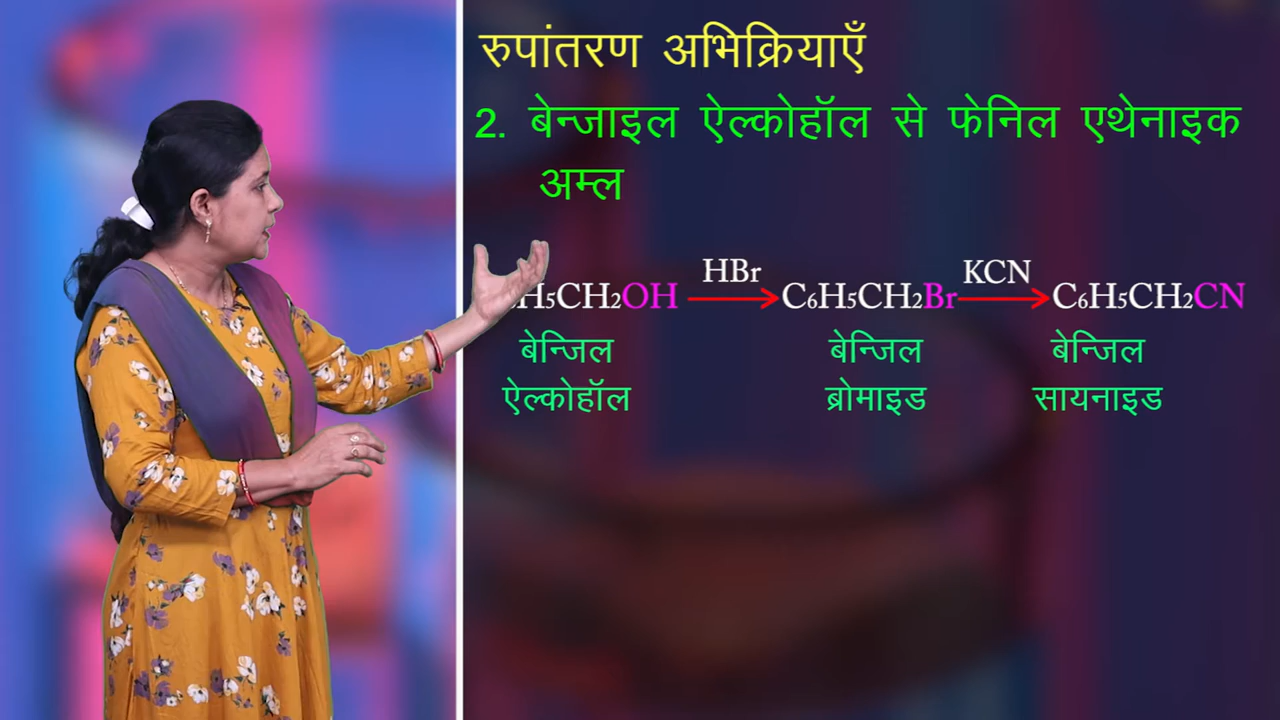 रुपांतरण अभिक्रियाएँ
2. बेन्जाइल ऐल्कोहॉल से फेनिल एथेनाइक
अम्ल
HBr KCN
H₅CH₂OH C₆H₅CH₂Br C₆H₅CH₂CN
बेन्जिल बेन्जिल बेन्जिल
ऐल्कोहॉल ब्रोमाइड सायनाइड